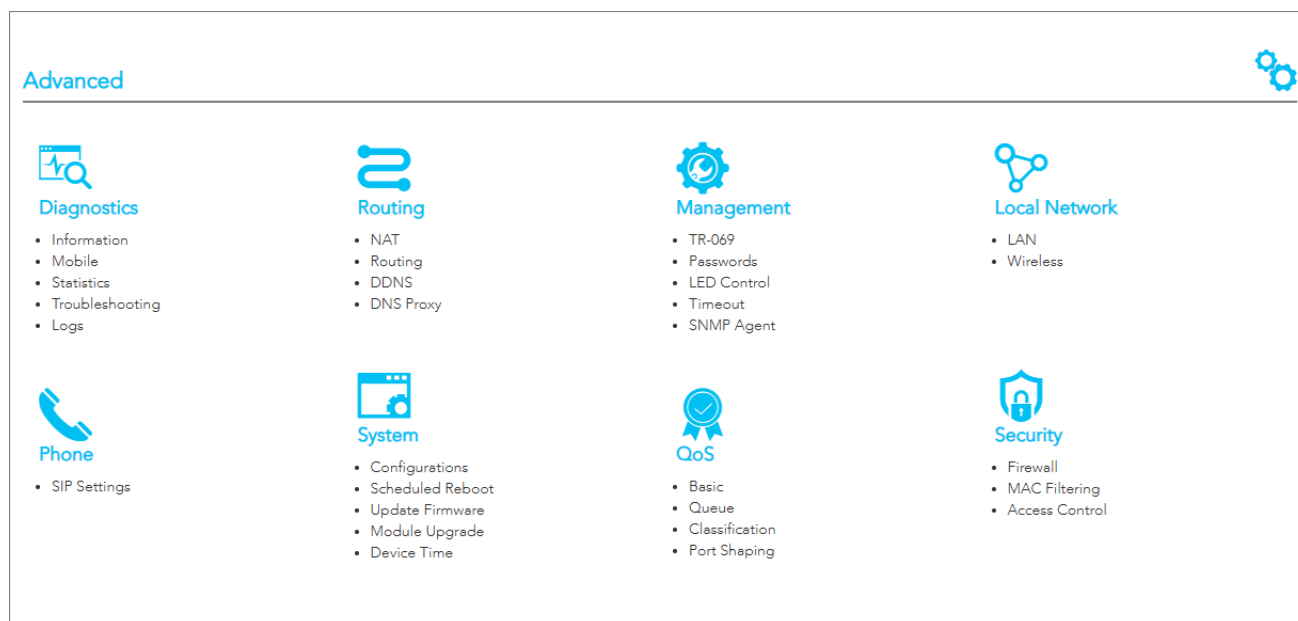 Advanced
Diagnostics
• Information
• Mobile
• Statistics
• Troubleshooting
• Logs
Routing
• NAT
• Routing
• DDNS
• DNS Proxy
Management
• TR-069
• Passwords
• LED Control
• Timeout
• SNMP Agent
Local Network
• LAN
• Wireless
Phone
• SIP Settings
System
• Configurations
• Scheduled Reboot
• Update Firmware
• Module Upgrade
• Device Time
QoS
• Basic
• Queue
• Classification
• Port Shaping
Security
• Firewall
• MAC Filtering
• Access Control